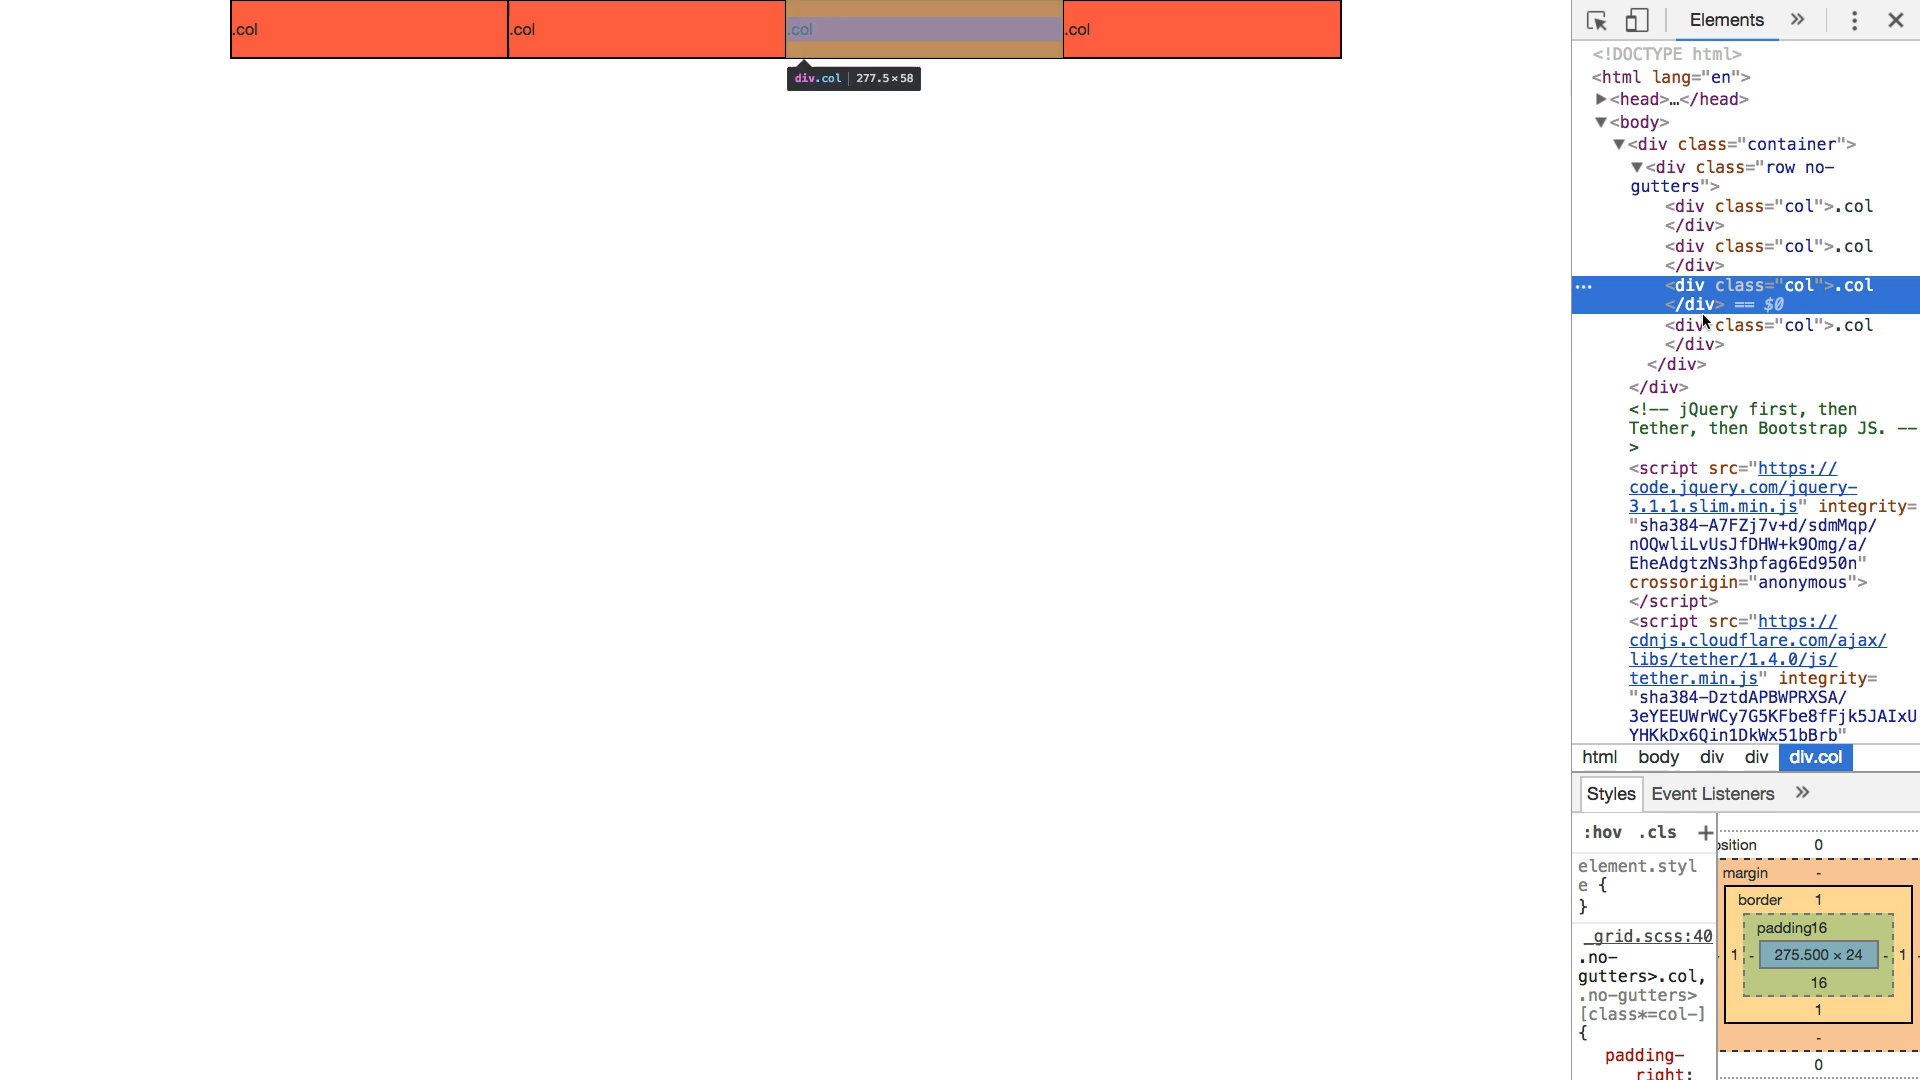 .col
.col
.col
.col
div.col 277.5×58
Elements
<!DOCTYPE html>
<html lang="en">
<head>…</head>
<body>
<div class="container">
<div class="row no-
gutters">
<div class="col">.col
</div>
<div class="col">.col
</div>
<div class="col">.col
</div> == $0
<div class="col">.col
</div>
</div>
</div>
<!-- jQuery first, then
Tether, then Bootstrap JS. --
>
<script src="https://
code.jquery.com/jquery-
3.1.1.slim.min.js" integrity=
"sha384-A7FZj7v+d/sdmMqp/
nOQwliLvUsJfDHW+k9Omg/a/
EheAdgtzNs3hpfag6Ed950n"
crossorigin="anonymous">
</script>
<script src="https://
cdnjs.cloudflare.com/ajax/
libs/tether/1.4.0/js/
tether.min.js" integrity=
"sha384-DztdAPBWPRXSA/
3eYEEUWrWCy7G5KFbe8fFjk5JAIxU
YHKkDx6Qin1DkWx51bBrb"
html body div div div.col
Styles Event Listeners
:hov .cls +
element.styl
e {
}
_grid.scss:40
.no-
gutters>.col,
.no-gutters>
[class*=col-]
{
padding-
right:
osition 0
margin -
border 1
padding16
- 1 - 275.500 × 24 - 1 -
16
1
-
0